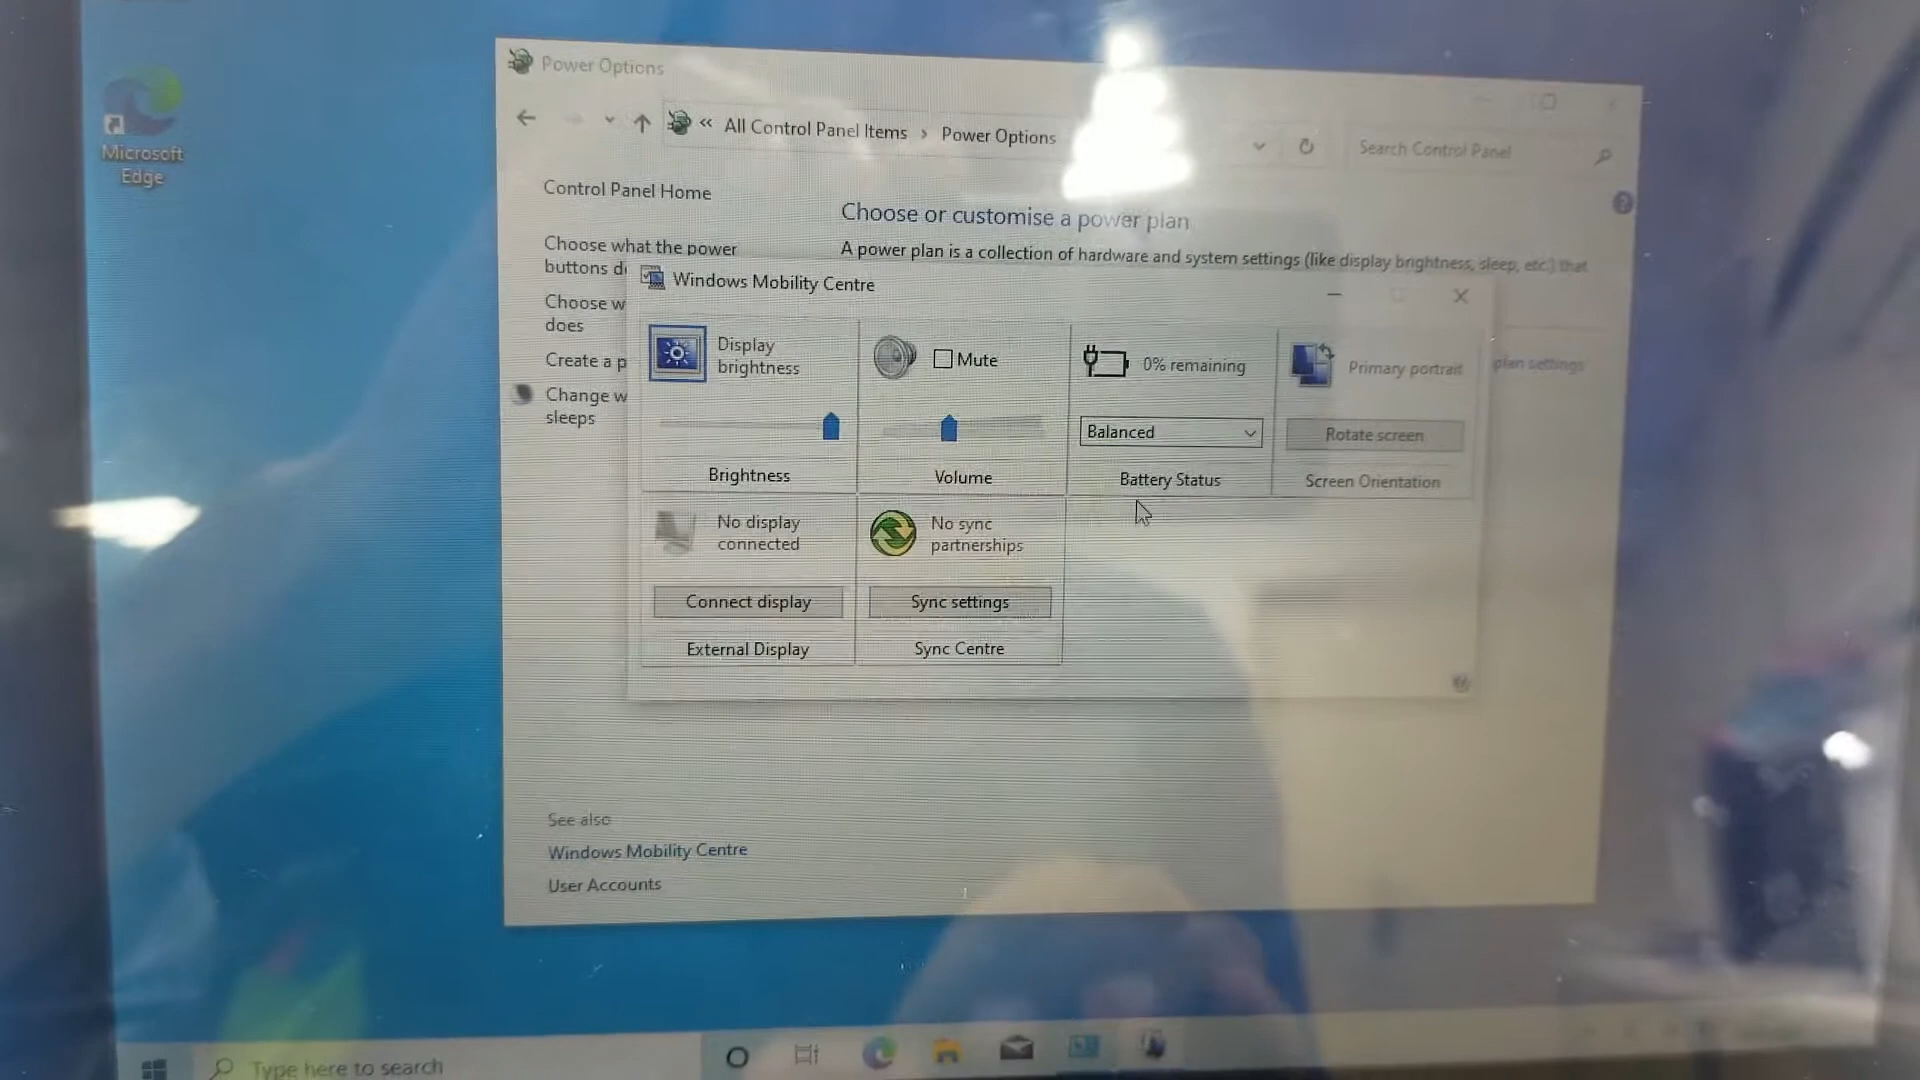 Microsoft
Edge
Power Options
« All Control Panel Items › Power Options
Search Control Panel
Control Panel Home
Choose what the power
buttons d
Choose w
does
Create a p
Change w
sleeps
Choose or customise a power plan
A power plan is a collection of hardware and system settings (like display brightness, sleep, etc.) that
plan settings
Windows Mobility Centre
Display
brightness
Brightness
Mute
Volume
0% remaining
Balanced
Battery Status
Primary portrait
Rotate screen
Screen Orientation
No display
connected
Connect display
External Display
No sync
partnerships
Sync settings
Sync Centre
See also
Windows Mobility Centre
User Accounts
Type here to search